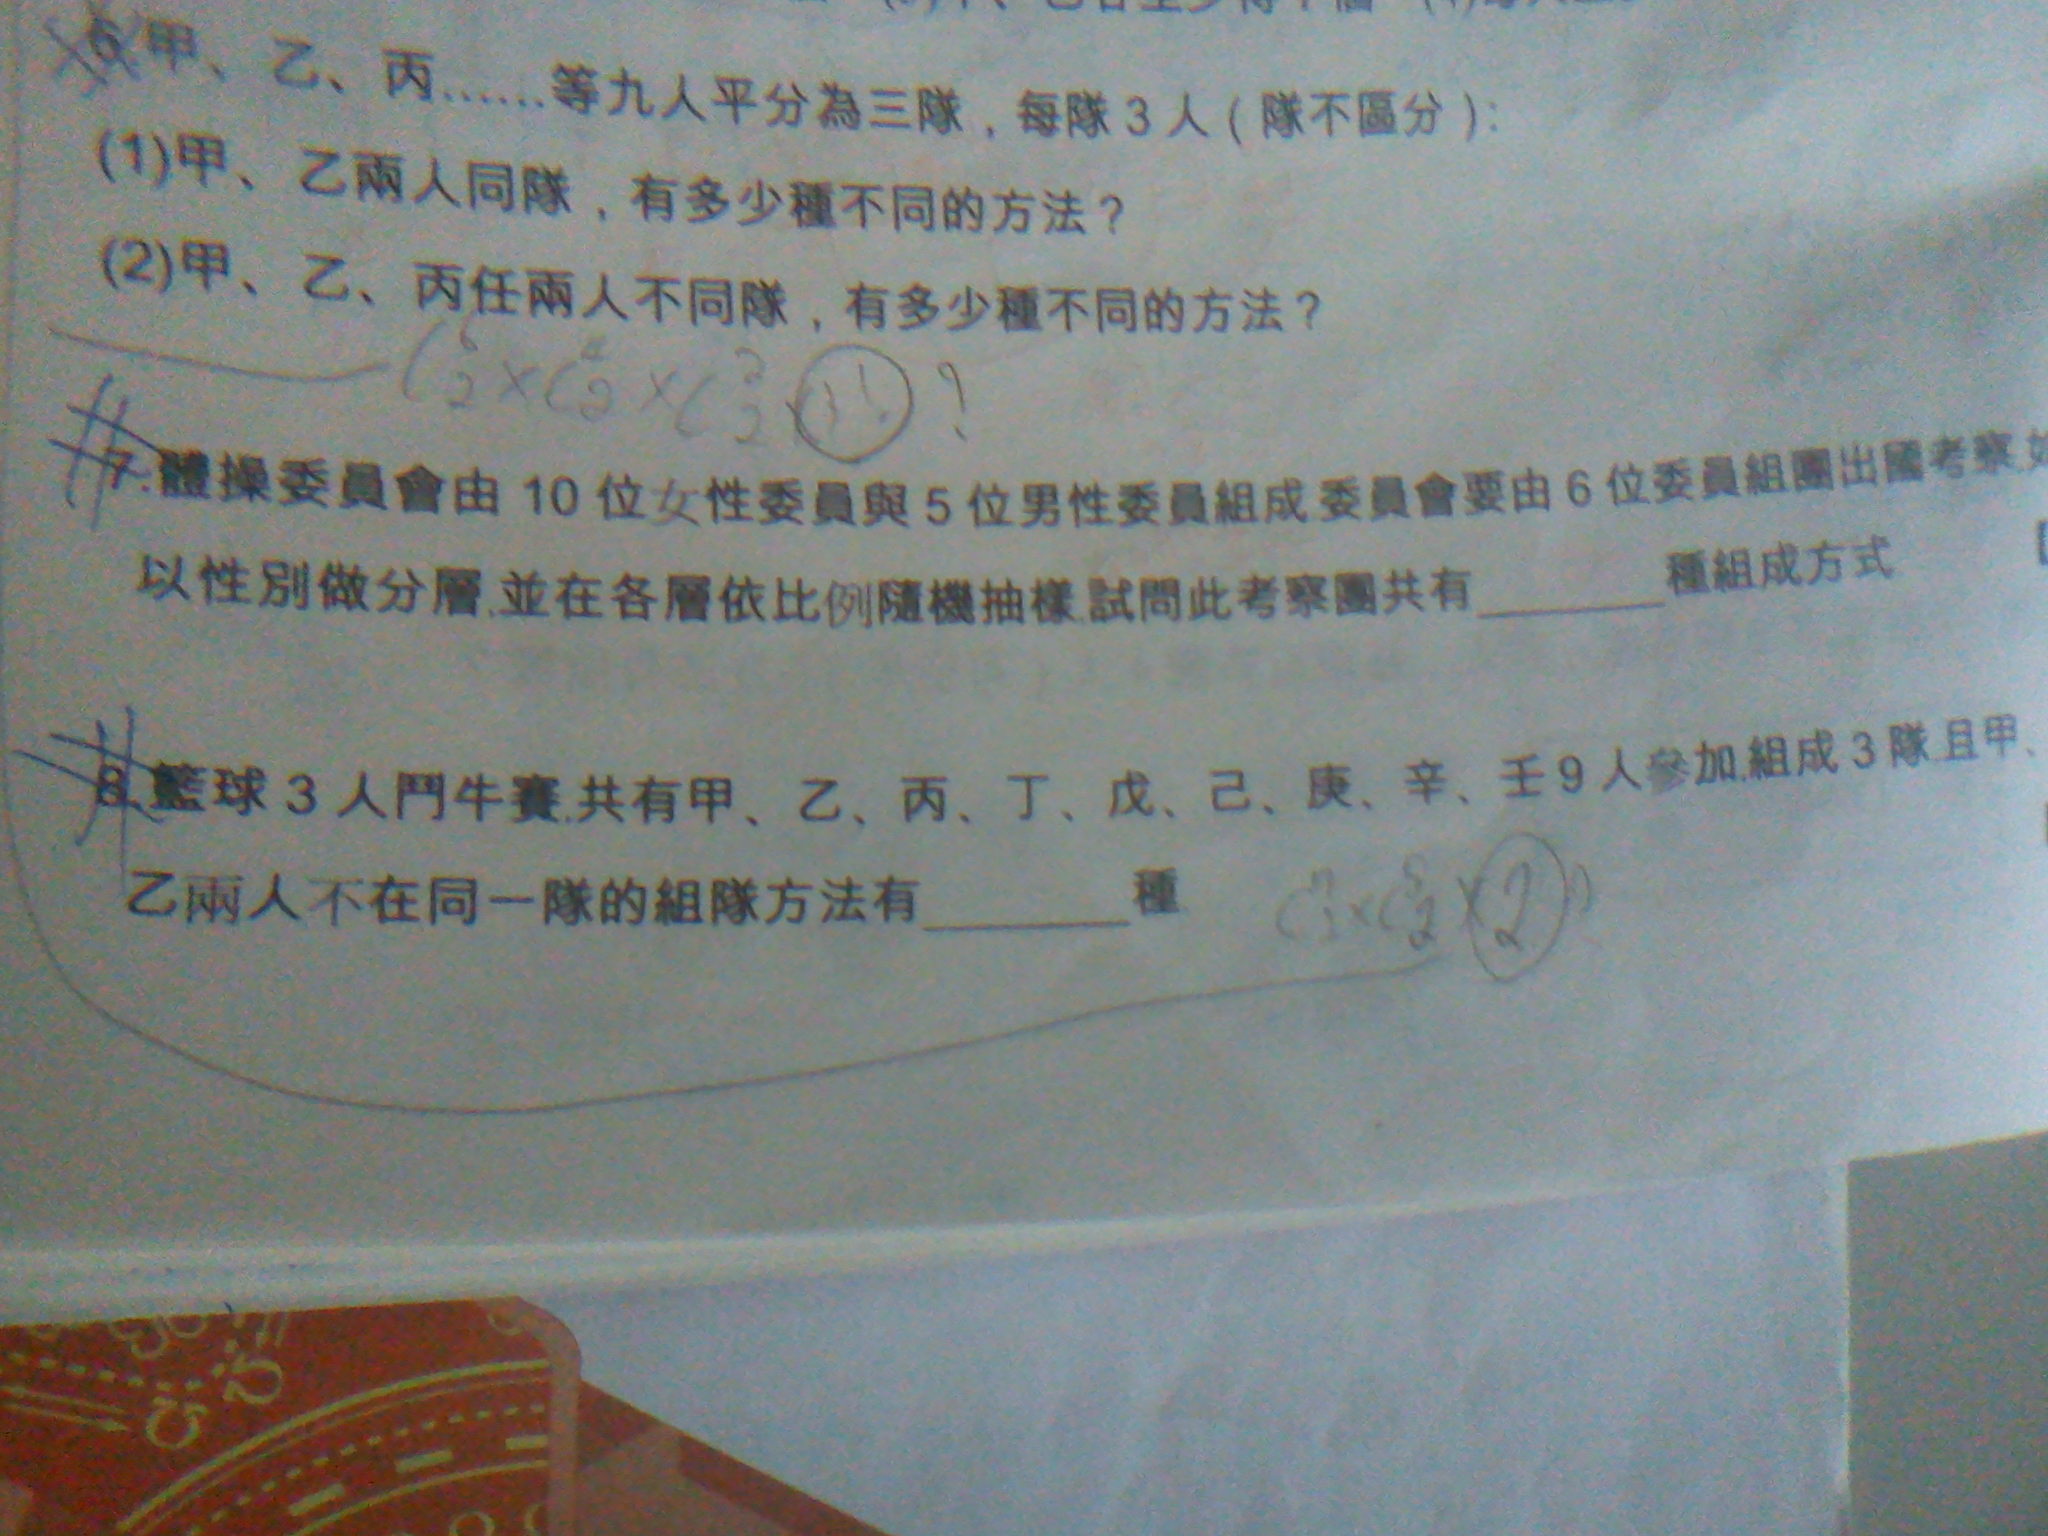 6.甲、乙、丙……等九人平分為三隊，每隊3人(隊不區分)：
(1)甲、乙兩人同隊，有多少種不同的方法？
(2)甲、乙、丙任兩人不同隊，有多少種不同的方法？
7.體操委員會由10位女性委員與5位男性委員組成.委員會要由6位委員組團出國考察.如
以性別做分層.並在各層依比例隨機抽樣.試問此考察團共有______種組成方式
8.籃球3人鬥牛賽.共有甲、乙、丙、丁、戊、己、庚、辛、壬9人參加.組成3隊.且甲、
乙兩人不在同一隊的組隊方法有______種